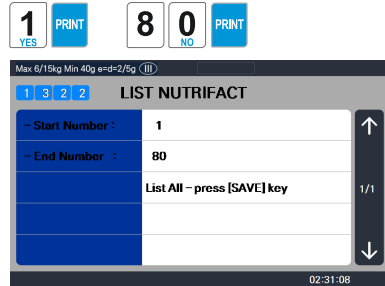 1 YES PRINT 8 0 NO PRINT
Max 6/15kg Min 40g e=d=2/5g III
1 3 2 2 LIST NUTRIFACT
- Start Number : 1
- End Number : 80
List All - press [SAVE] key
1/1
02:31:08